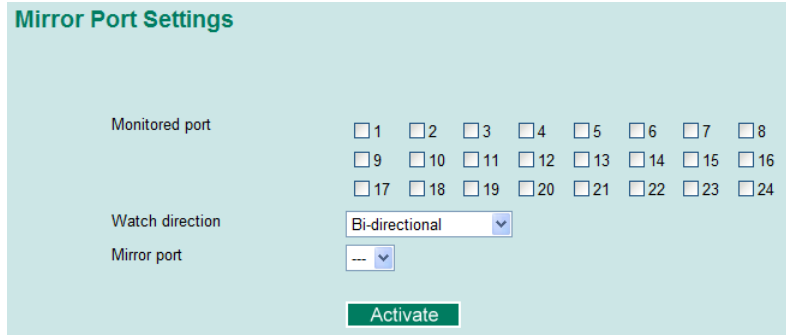 Mirror Port Settings
Monitored port
1 2 3 4 5 6 7 8
9 10 11 12 13 14 15 16
17 18 19 20 21 22 23 24
Watch direction Bi-directional
Mirror port ---
Activate